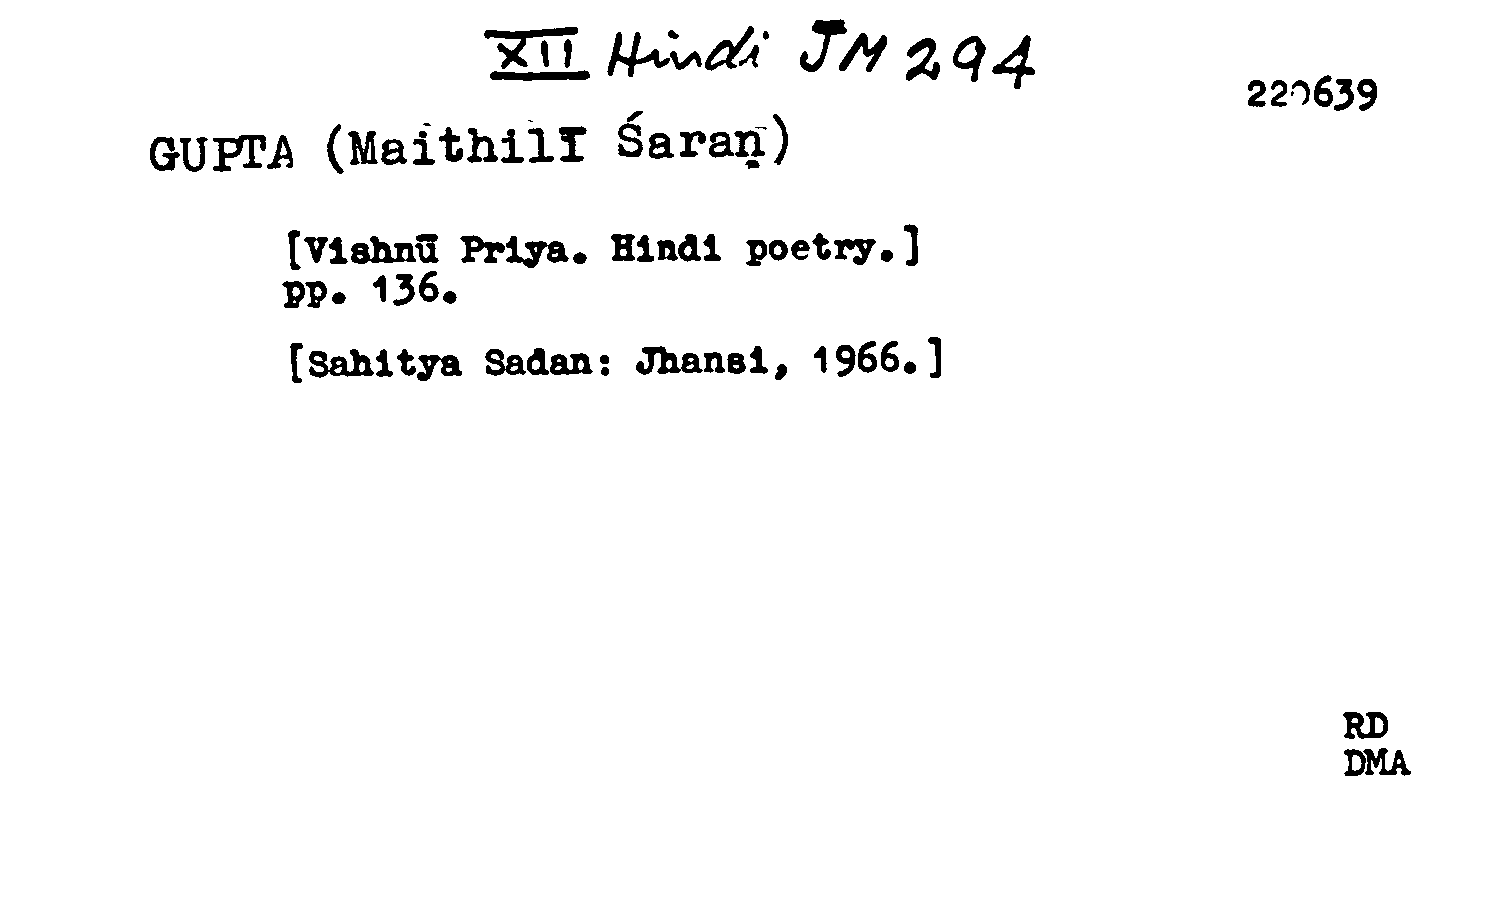 XII Hindi JM 294
220639
GUPTA (Maithilī Śaraṇ)
[Vishnū Priya. Hindi poetry.]
pp. 136.
[Sahitya Sadan: Jhansi, 1966.]
RD
DMA